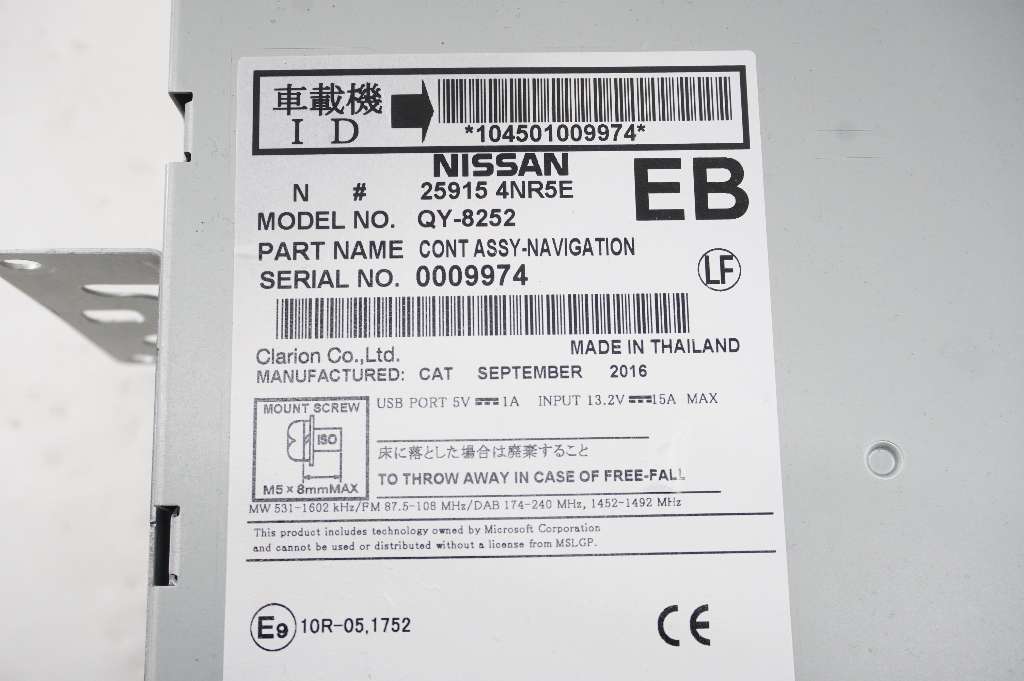 車載機
ID
*104501009974*
NISSAN
EB
N # 25915 4NR5E
MODEL NO. QY-8252
PART NAME CONT ASSY-NAVIGATION
SERIAL NO. 0009974
LF
Clarion Co.,Ltd.
MADE IN THAILAND
MANUFACTURED: CAT SEPTEMBER 2016
MOUNT SCREW
ISO
M5×8mmMAX
USB PORT 5V⎓1A INPUT 13.2V⎓15A MAX
床に落とした場合は廃棄すること
TO THROW AWAY IN CASE OF FREE-FALL
MW 531-1602 kHz/FM 87.5-108 MHz/DAB 174-240 MHz, 1452-1492 MHz
This product includes technology owned by Microsoft Corporation
and cannot be used or distributed without a license from MSLGP.
E9 10R-05,1752
CE